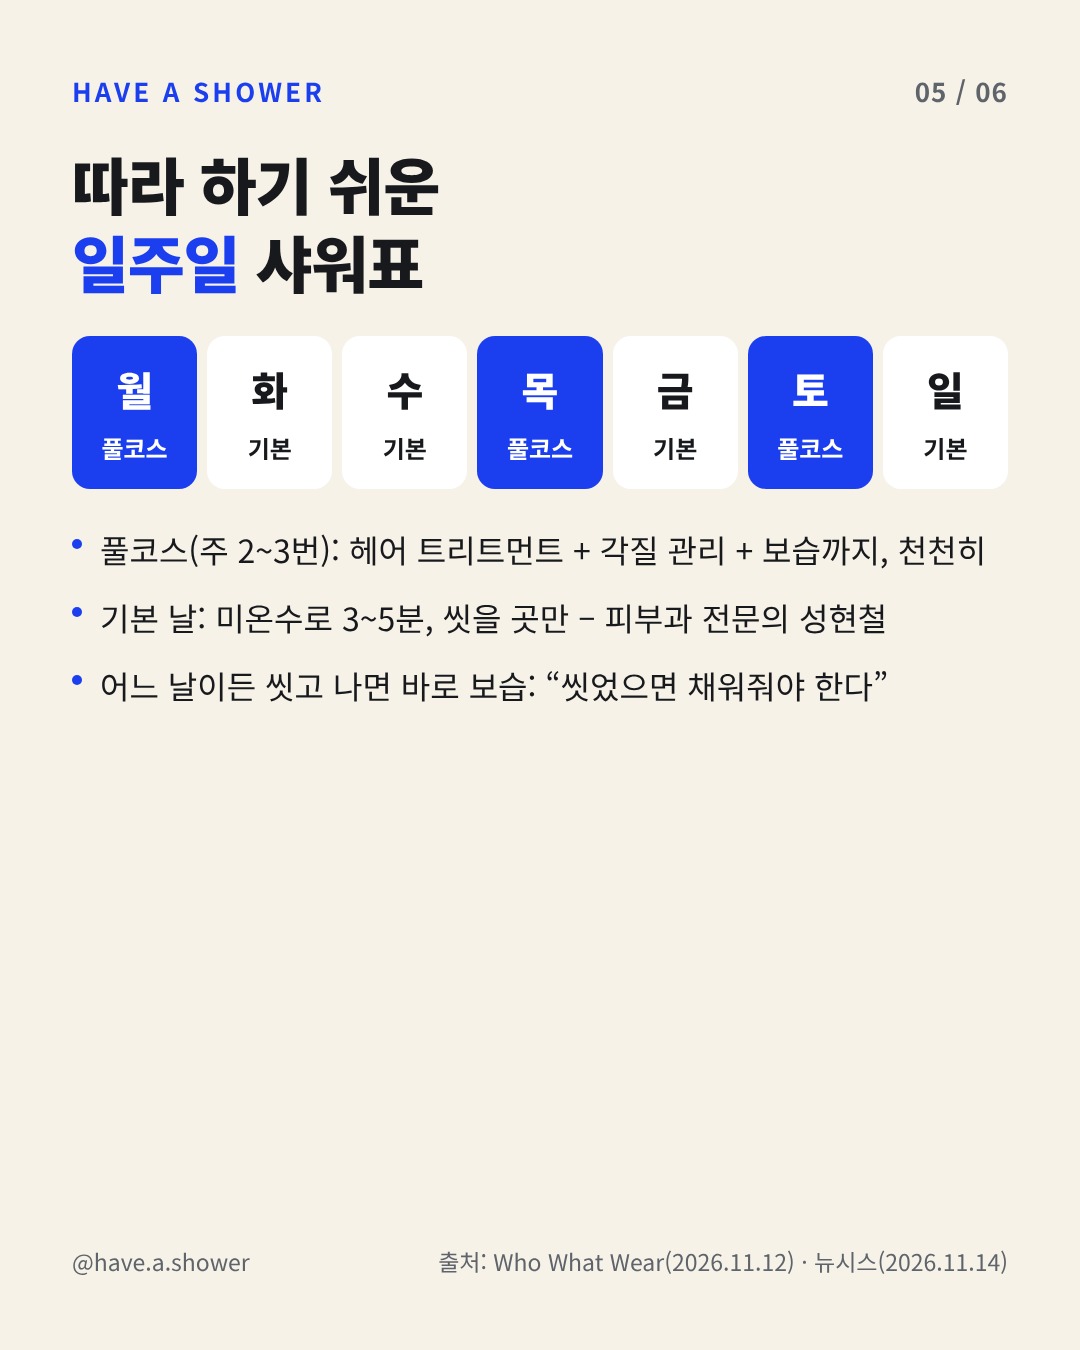 HAVE A SHOWER
05 / 06
따라 하기 쉬운
일주일 샤워표
월 화 수 목 금 토 일
풀코스 기본 기본 풀코스 기본 풀코스 기본
• 풀코스(주 2~3번): 헤어 트리트먼트 + 각질 관리 + 보습까지, 천천히
• 기본 날: 미온수로 3~5분, 씻을 곳만 – 피부과 전문의 성현철
• 어느 날이든 씻고 나면 바로 보습: “씻었으면 채워줘야 한다”
@have.a.shower
출처: Who What Wear(2026.11.12) · 뉴시스(2026.11.14)